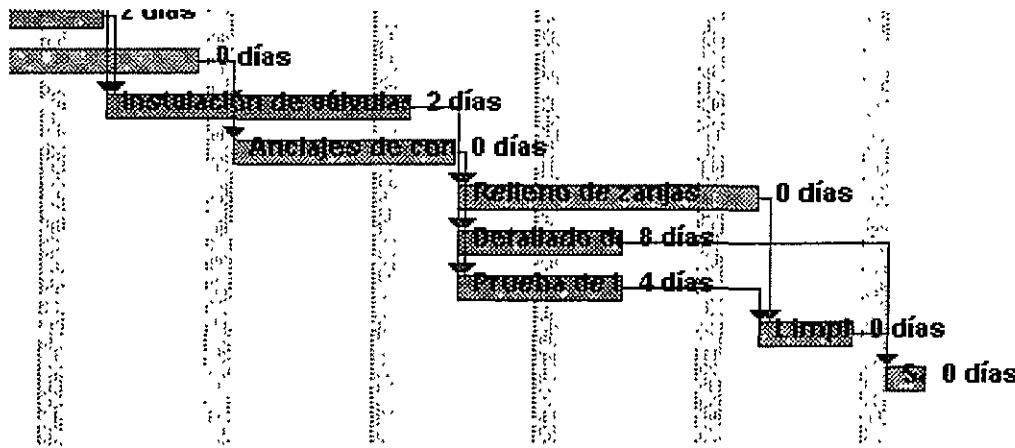 2 días
0 días
Instalación de válvulas 2 días
Anclajes de con 0 días
Relleno de zanjas 0 días
Detallado de 8 días
Prueba de 4 días
Limpi 0 días
0 días